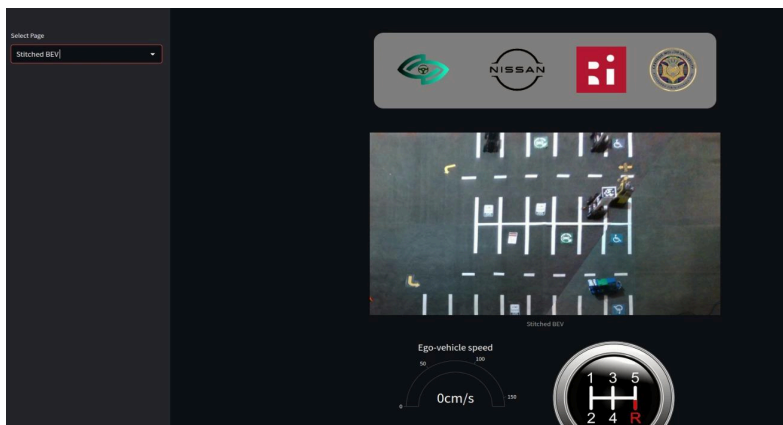 Select Page
Stitched BEV
NISSAN
Stitched BEV
Ego-vehicle speed
50
100
0
150
0cm/s
1 3 5
2 4 R